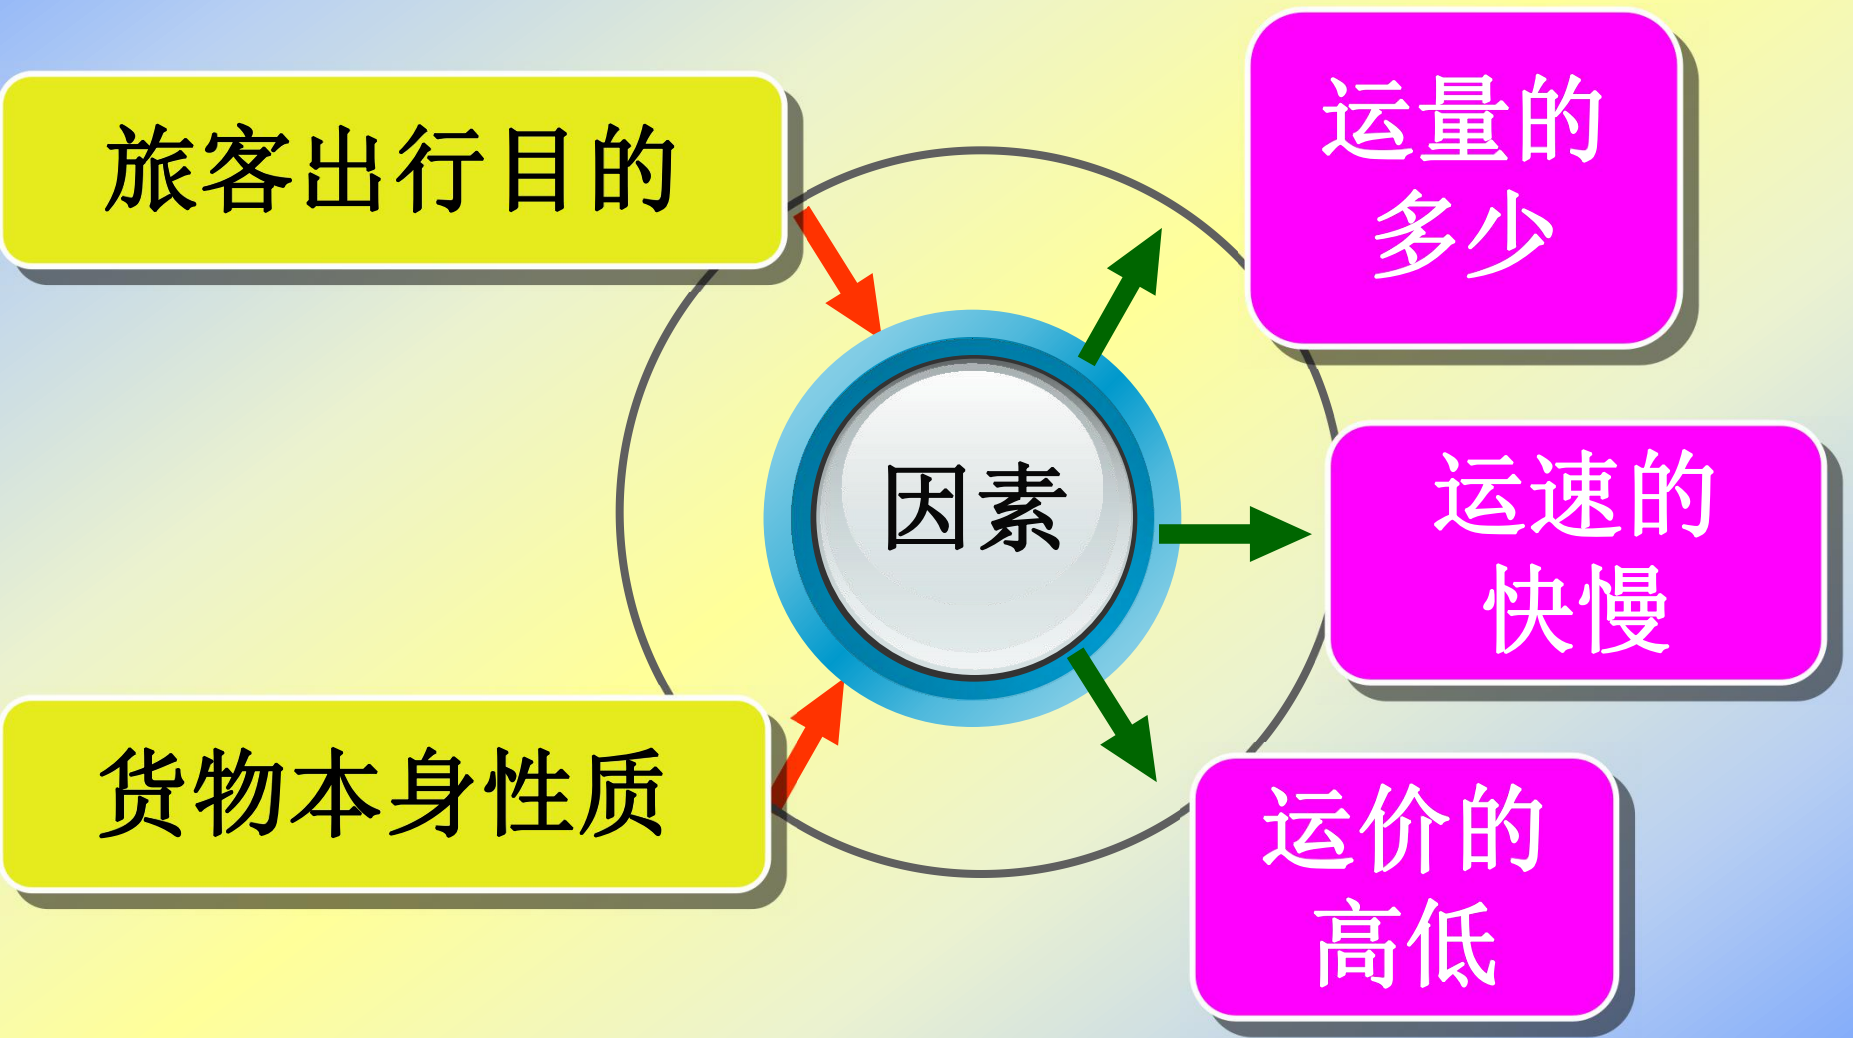 旅客出行目的
货物本身性质
因素
运量的
多少
运速的
快慢
运价的
高低